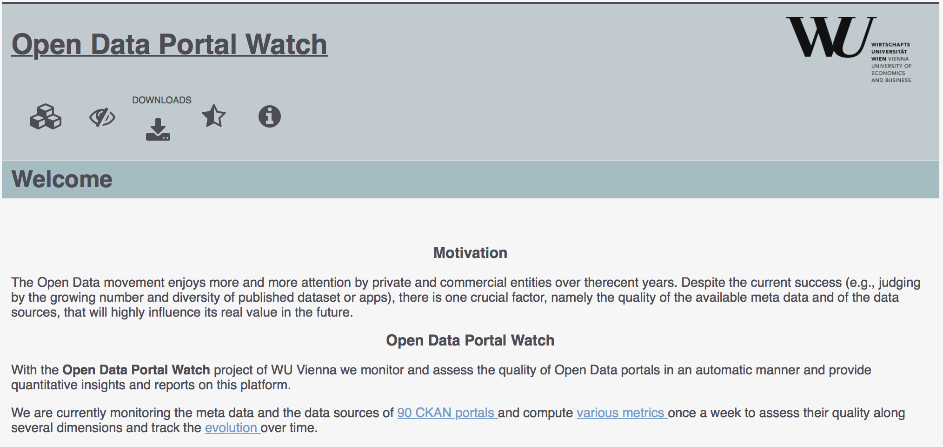 Open Data Portal Watch
WU
WIRTSCHAFTS
UNIVERSITÄT
WIEN VIENNA
UNIVERSITY OF
ECONOMICS
AND BUSINESS
DOWNLOADS
Welcome
Motivation
The Open Data movement enjoys more and more attention by private and commercial entities over therecent years. Despite the current success (e.g., judging
by the growing number and diversity of published dataset or apps), there is one crucial factor, namely the quality of the available meta data and of the data
sources, that will highly influence its real value in the future.
Open Data Portal Watch
With the Open Data Portal Watch project of WU Vienna we monitor and assess the quality of Open Data portals in an automatic manner and provide
quantitative insights and reports on this platform.
We are currently monitoring the meta data and the data sources of 90 CKAN portals and compute various metrics once a week to assess their quality along
several dimensions and track the evolution over time.